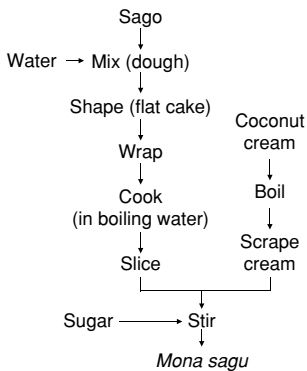 Sago
Water
Mix (dough)
Shape (flat cake)
Wrap
Cook
(in boiling water)
Slice
Coconut
cream
Boil
Scrape
cream
Sugar
Stir
Mona sagu